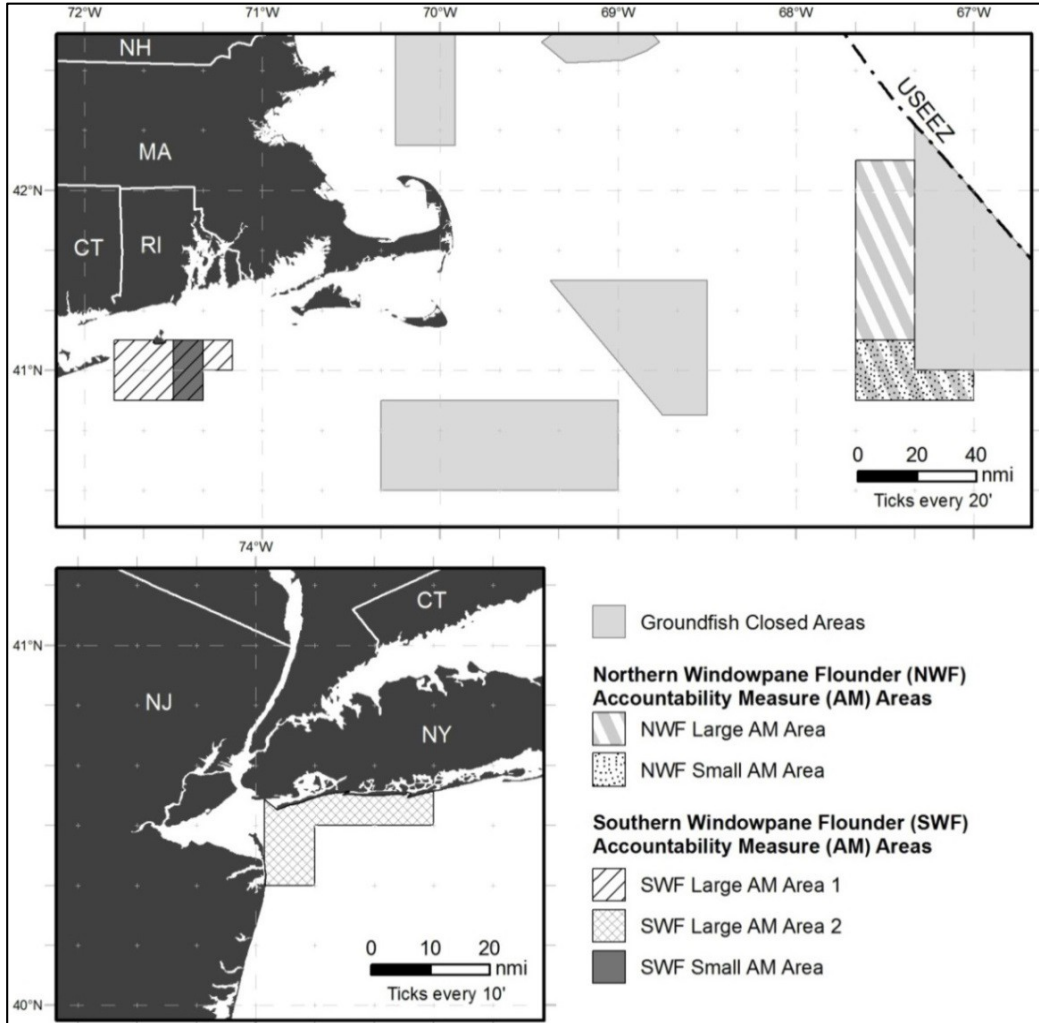 72°W 71°W 70°W 69°W 68°W 67°W
NH
USEEZ
MA
42°N
CT RI
41°N
0 20 40
nmi
Ticks every 20'
74°W
CT
41°N
NJ
NY
0 10 20
nmi
Ticks every 10'
40°N
Groundfish Closed Areas
Northern Windowpane Flounder (NWF)
Accountability Measure (AM) Areas
NWF Large AM Area
NWF Small AM Area
Southern Windowpane Flounder (SWF)
Accountability Measure (AM) Areas
SWF Large AM Area 1
SWF Large AM Area 2
SWF Small AM Area